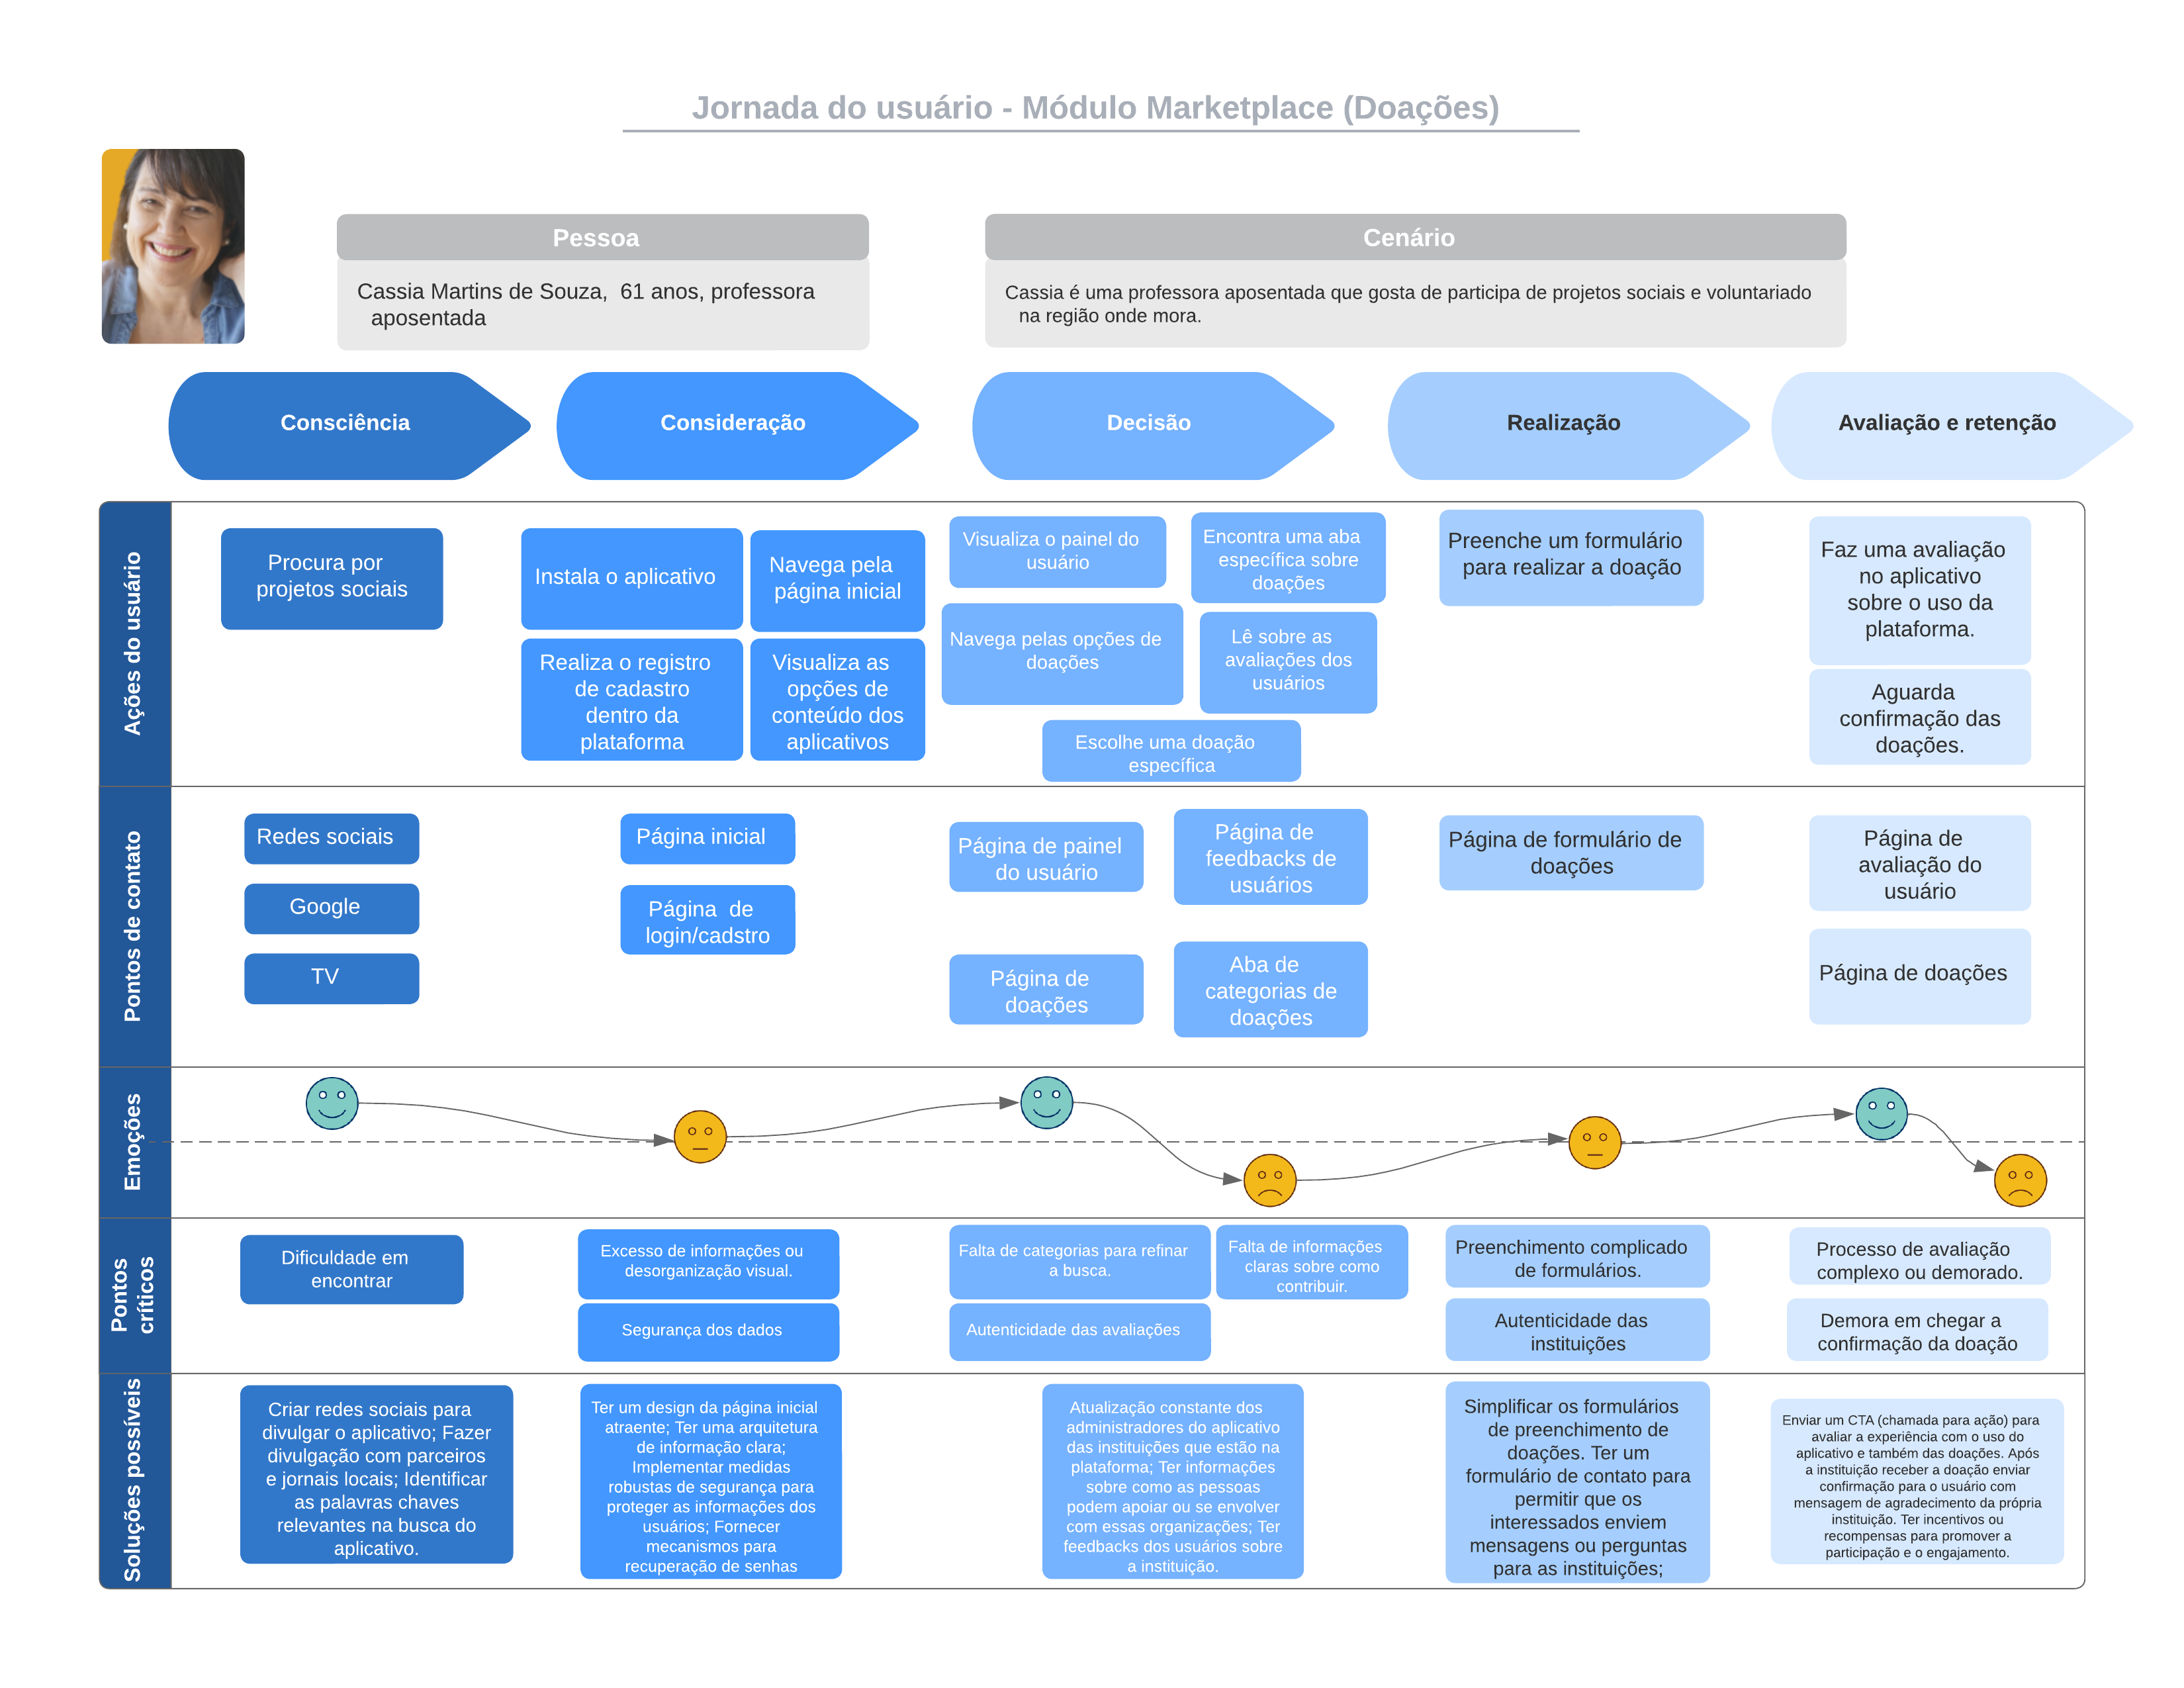 Jornada do usuário - Módulo Marketplace (Doações)
Pessoa
Cassia Martins de Souza,  61 anos, professora
aposentada
Cenário
Cassia é uma professora aposentada que gosta de participa de projetos sociais e voluntariado
na região onde mora.
Consciência
Consideração
Decisão
Realização
Avaliação e retenção
Ações do usuário
Procura por
projetos sociais
Instala o aplicativo
Navega pela
página inicial
Realiza o registro
de cadastro
dentro da
plataforma
Visualiza as
opções de
conteúdo dos
aplicativos
Visualiza o painel do
usuário
Encontra uma aba
específica sobre
doações
Navega pelas opções de
doações
Lê sobre as
avaliações dos
usuários
Escolhe uma doação
específica
Preenche um formulário
para realizar a doação
Faz uma avaliação
no aplicativo
sobre o uso da
plataforma.
Aguarda
confirmação das
doações.
Pontos de contato
Redes sociais
Google
TV
Página inicial
Página  de
login/cadstro
Página de painel
do usuário
Página de
feedbacks de
usuários
Página de
doações
Aba de
categorias de
doações
Página de formulário de
doações
Página de
avaliação do
usuário
Página de doações
Emoções
Pontos
críticos
Dificuldade em
encontrar
Excesso de informações ou
desorganização visual.
Segurança dos dados
Falta de categorias para refinar
a busca.
Falta de informações
claras sobre como
contribuir.
Autenticidade das avaliações
Preenchimento complicado
de formulários.
Autenticidade das
instituições
Processo de avaliação
complexo ou demorado.
Demora em chegar a
confirmação da doação
Soluções possíveis
Criar redes sociais para
divulgar o aplicativo; Fazer
divulgação com parceiros
e jornais locais; Identificar
as palavras chaves
relevantes na busca do
aplicativo.
Ter um design da página inicial
atraente; Ter uma arquitetura
de informação clara;
Implementar medidas
robustas de segurança para
proteger as informações dos
usuários; Fornecer
mecanismos para
recuperação de senhas
Atualização constante dos
administradores do aplicativo
das instituições que estão na
plataforma; Ter informações
sobre como as pessoas
podem apoiar ou se envolver
com essas organizações; Ter
feedbacks dos usuários sobre
a instituição.
Simplificar os formulários
de preenchimento de
doações. Ter um
formulário de contato para
permitir que os
interessados enviem
mensagens ou perguntas
para as instituições;
Enviar um CTA (chamada para ação) para
avaliar a experiência com o uso do
aplicativo e também das doações. Após
a instituição receber a doação enviar
confirmação para o usuário com
mensagem de agradecimento da própria
instituição. Ter incentivos ou
recompensas para promover a
participação e o engajamento.